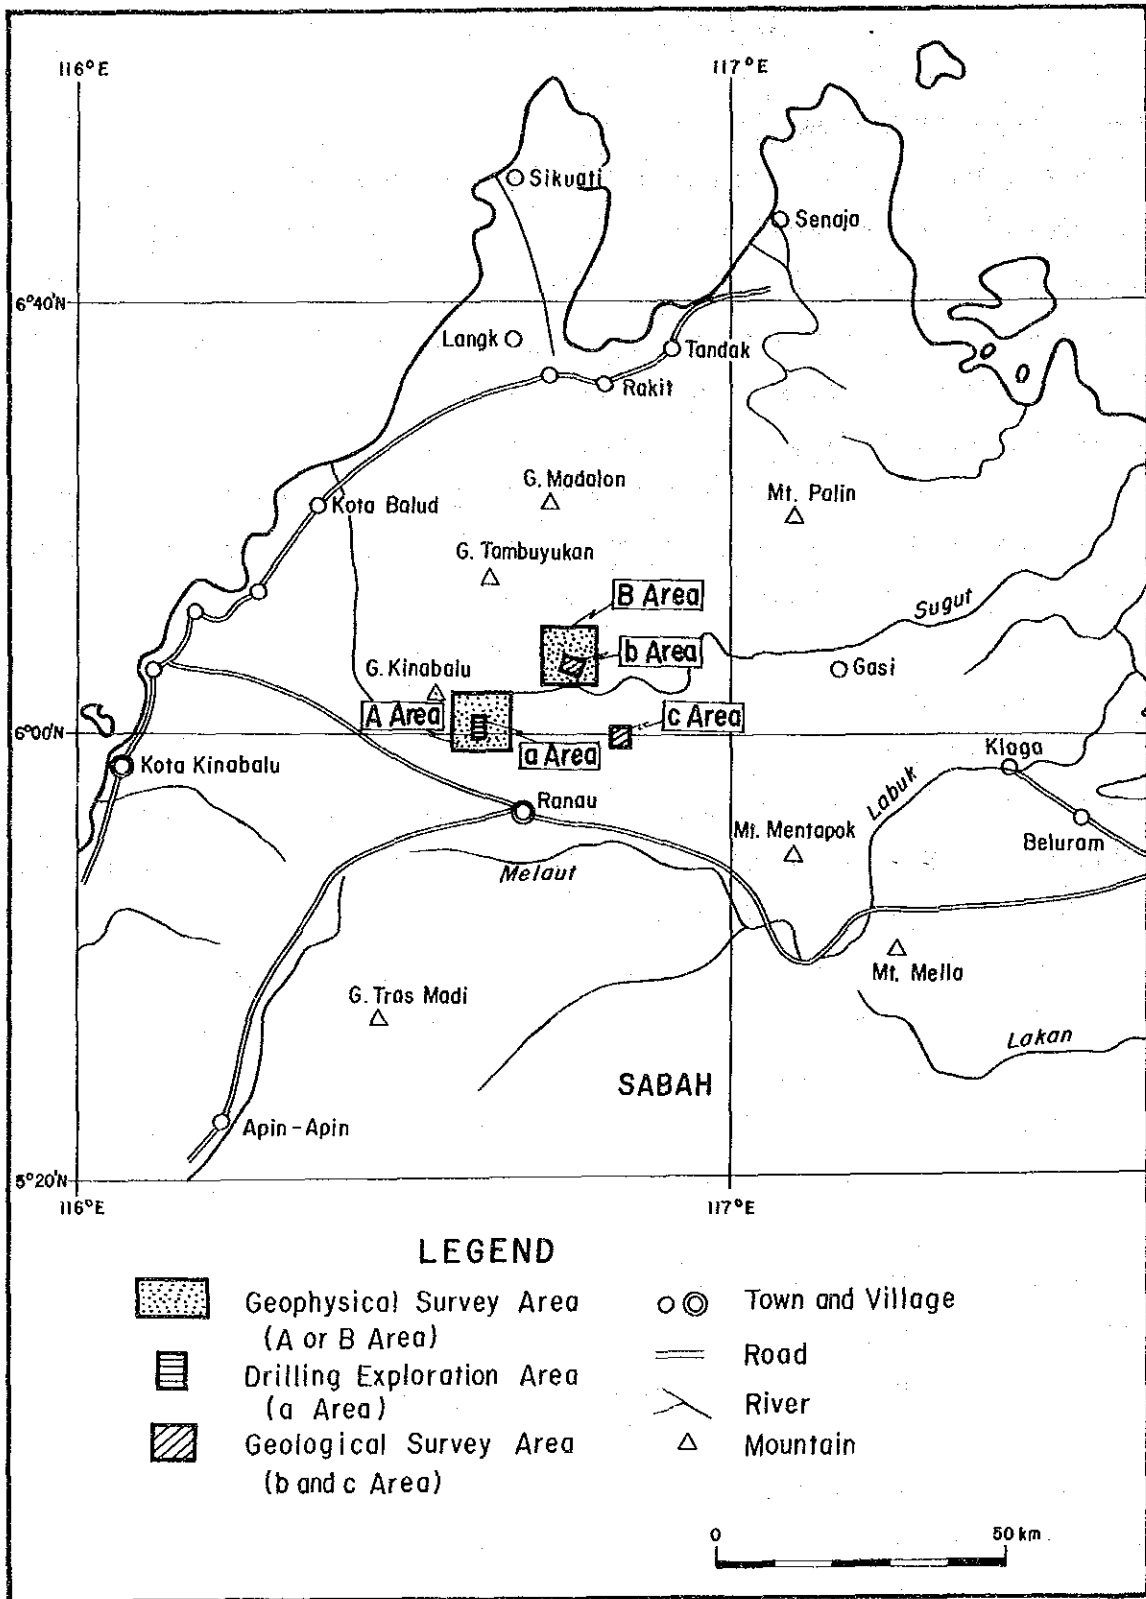 116°E
117°E
Sikuati
Senaja
6°40'N
Langk
Tandak
Rakit
G. Madalon
Mt. Palin
Kota Balud
G. Tambuyukan
B Area
Sugut
b Area
Gasi
G. Kinabalu
A Area
c Area
6°00'N
a Area
Klaga
Kota Kinabalu
Labuk
Ranau
Mt. Mentapok
Beluram
Melaut
Mt. Mella
G. Tras Madi
Lakan
SABAH
Apin-Apin
5°20'N
116°E
117°E
LEGEND
Geophysical Survey Area
(A or B Area)
Drilling Exploration Area
(a Area)
Geological Survey Area
(b and c Area)
Town and Village
Road
River
Mountain
0
50 km